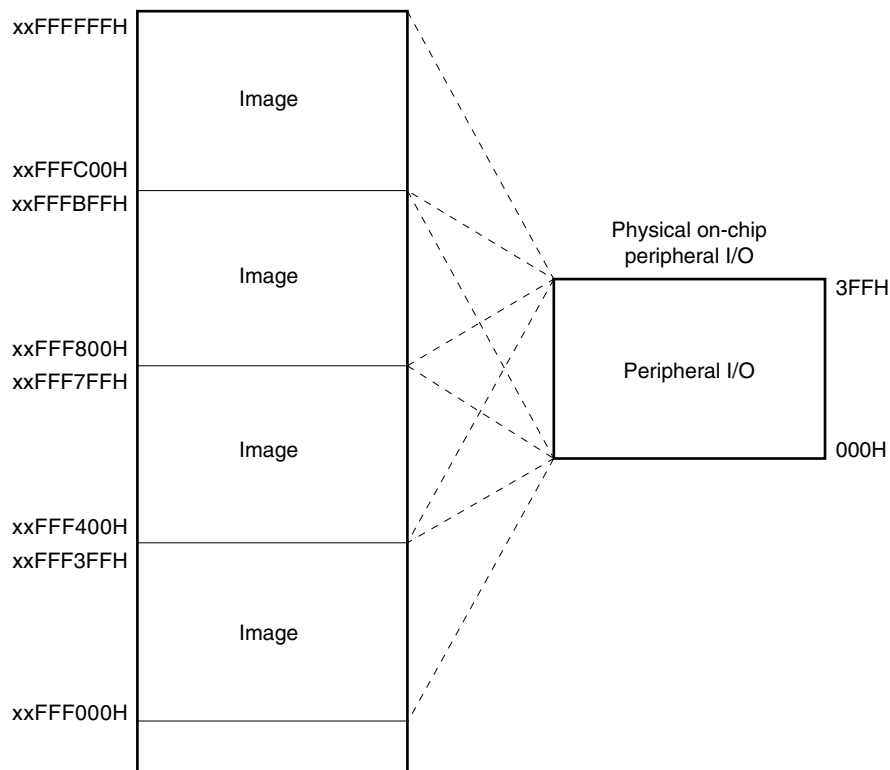 xxFFFFFFH
Image
xxFFFC00H
xxFFFBFFH
Physical on-chip
peripheral I/O
Image
3FFH
xxFFF800H
Peripheral I/O
xxFFF7FFH
Image
000H
xxFFF400H
xxFFF3FFH
Image
xxFFF000H